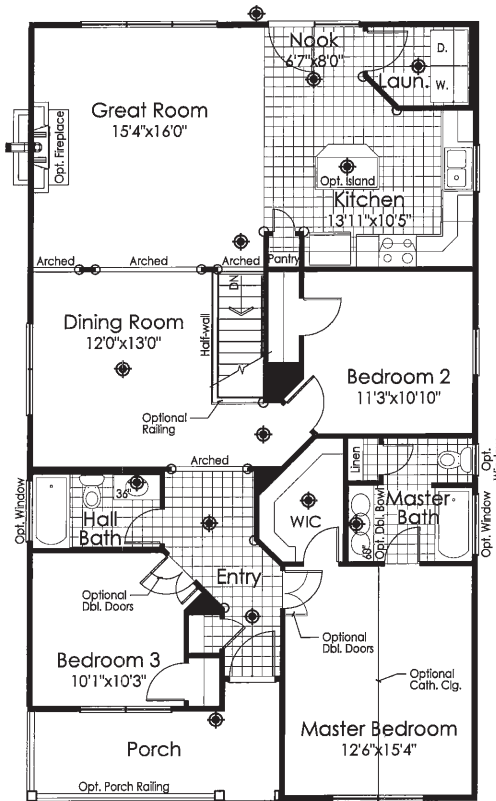 Nook
6'7"x8'0"
D.
Laun.
W.
Great Room
15'4"x16'0"
Opt. Fireplace
Opt. Island
Kitchen
13'11"x10'5"
Arched
Arched
Arched
Pantry
DN
Dining Room
12'0"x13'0"
Half-wall
Bedroom 2
11'3"x10'10"
Optional
Railing
Arched
Linen
Opt. Window
Opt. Window
36"
Hall
Bath
WIC
Opt. Dbl. Bowl
60"
Master
Bath
Opt. Window
Entry
Optional
Dbl. Doors
Optional
Dbl. Doors
Bedroom 3
10'1"x10'3"
Optional
Cath. Clg.
Master Bedroom
12'6"x15'4"
Porch
Opt. Porch Railing